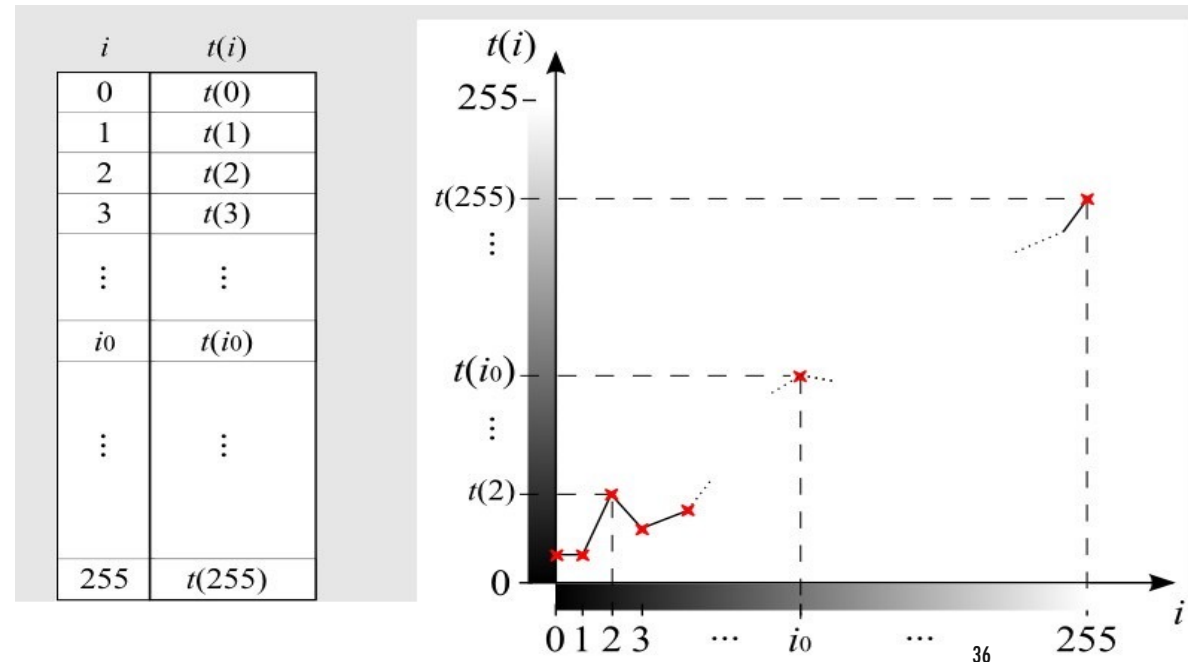 i t(i)
0 t(0)
1 t(1)
2 t(2)
3 t(3)
⋮ ⋮
i0 t(i0)
⋮ ⋮
255 t(255)
t(i)
255
t(255)
⋮
t(i0)
⋮
t(2)
0
i
0 1 2 3 ... i0 ... 255
36